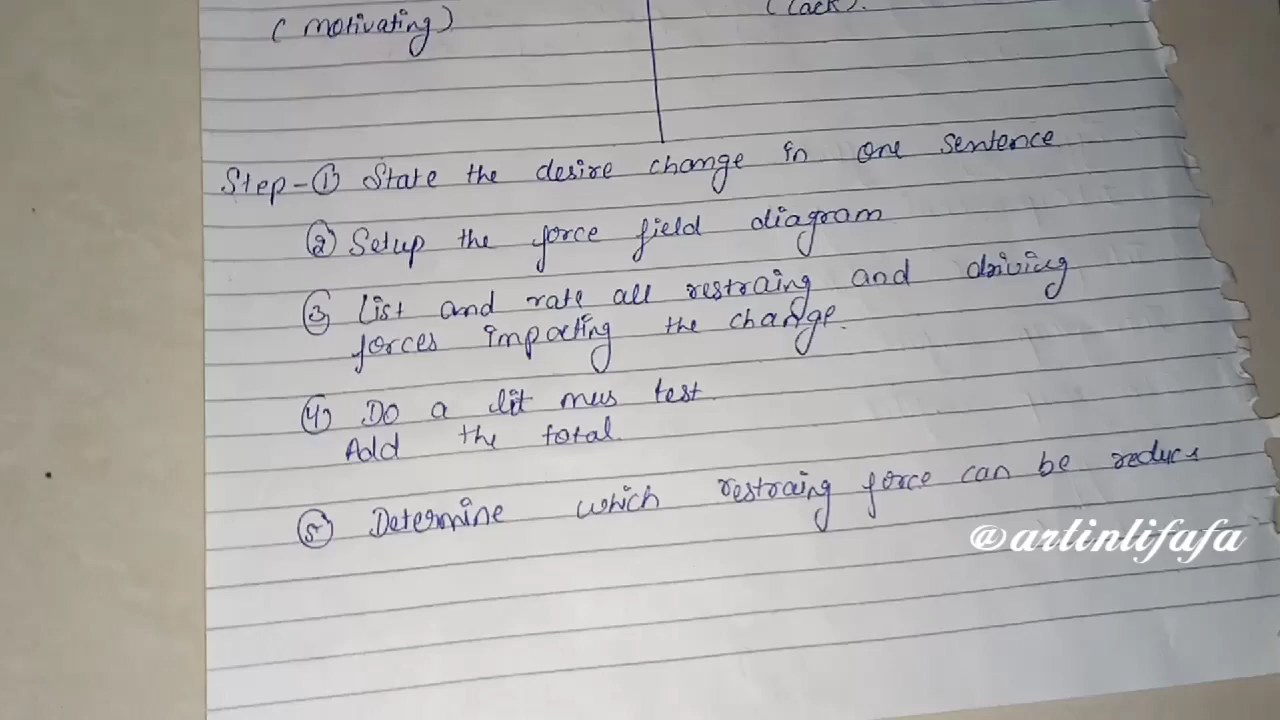 ( motivating)
(lack).
Step-① State the desire change in one sentence
② Setup the force field diagram
③ List and rate all restraing and driving
forces impacting the change.
④ Do a lit mus test
Add the total.
⑤ Determine which restraing force can be reduce
@artinlifafa